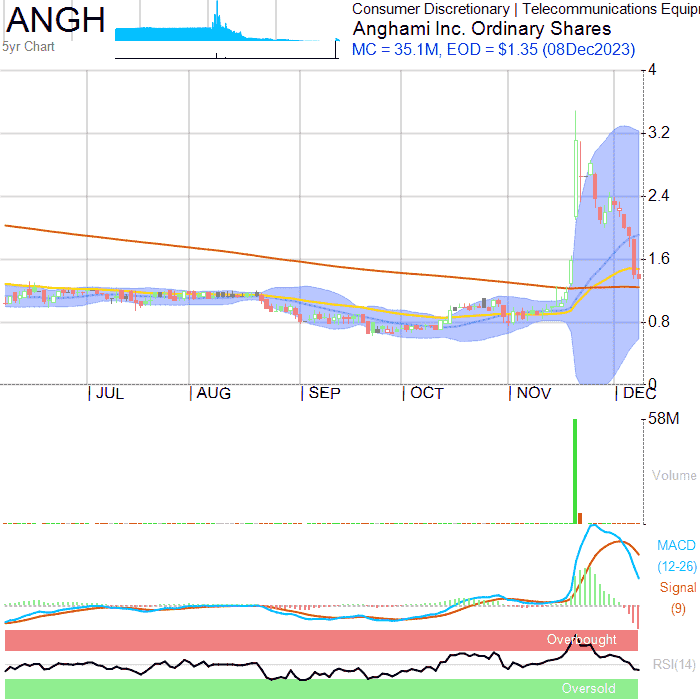 ANGH
5yr Chart
Consumer Discretionary | Telecommunications Equip
Anghami Inc. Ordinary Shares
MC = 35.1M, EOD = $1.35 (08Dec2023)
4
3.2
2.4
1.6
0.8
0
JUL AUG SEP OCT NOV DEC
58M
Volume
MACD
(12-26)
Signal
(9)
Overbought
RSI(14)
Oversold